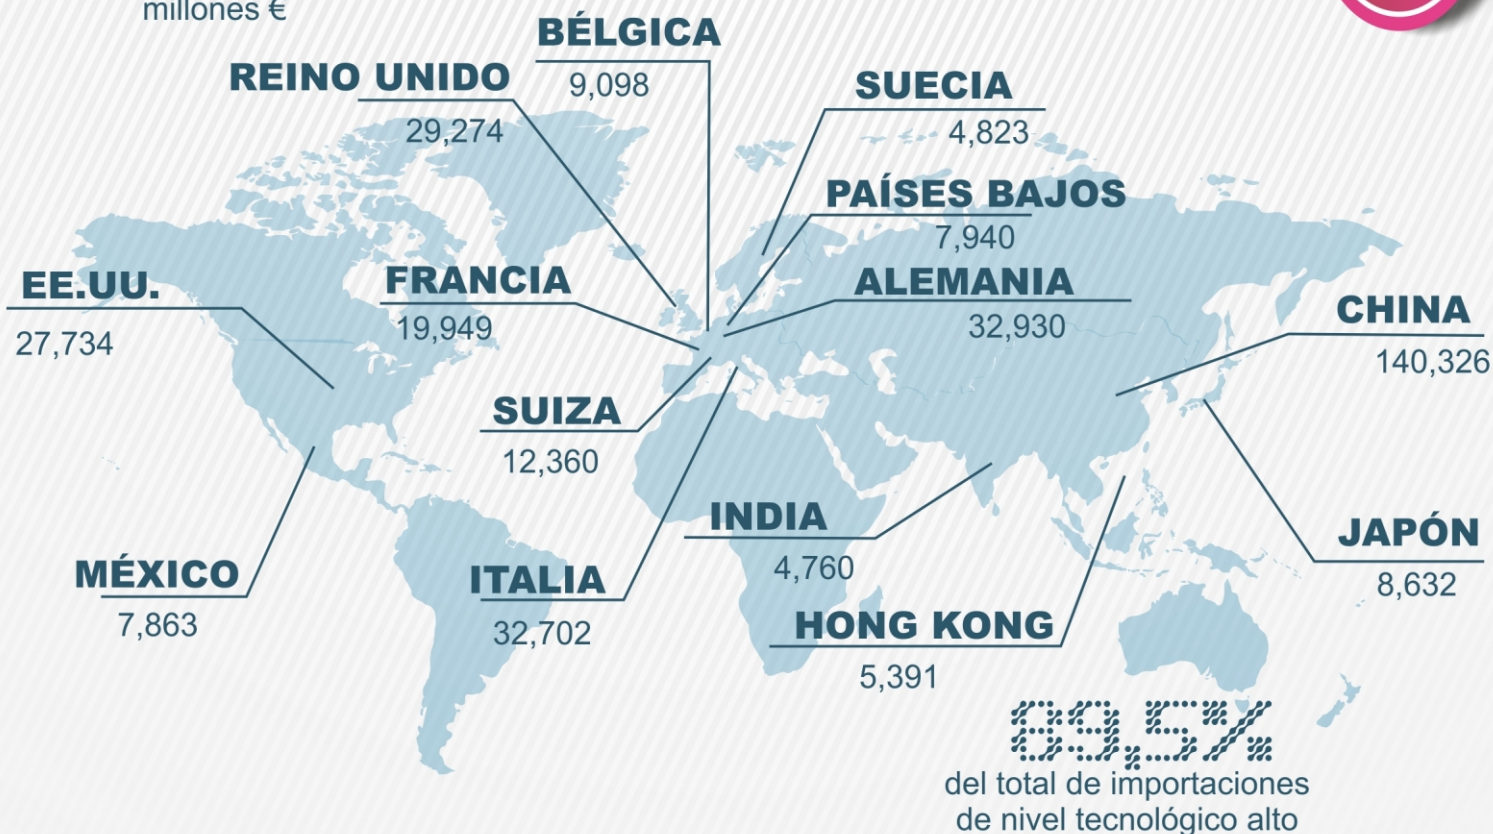 millones €
BÉLGICA
9,098
REINO UNIDO
29,274
SUECIA
4,823
PAÍSES BAJOS
7,940
EE.UU.
27,734
FRANCIA
19,949
ALEMANIA
32,930
CHINA
140,326
SUIZA
12,360
INDIA
4,760
JAPÓN
8,632
MÉXICO
7,863
ITALIA
32,702
HONG KONG
5,391
89,5%
del total de importaciones
de nivel tecnológico alto